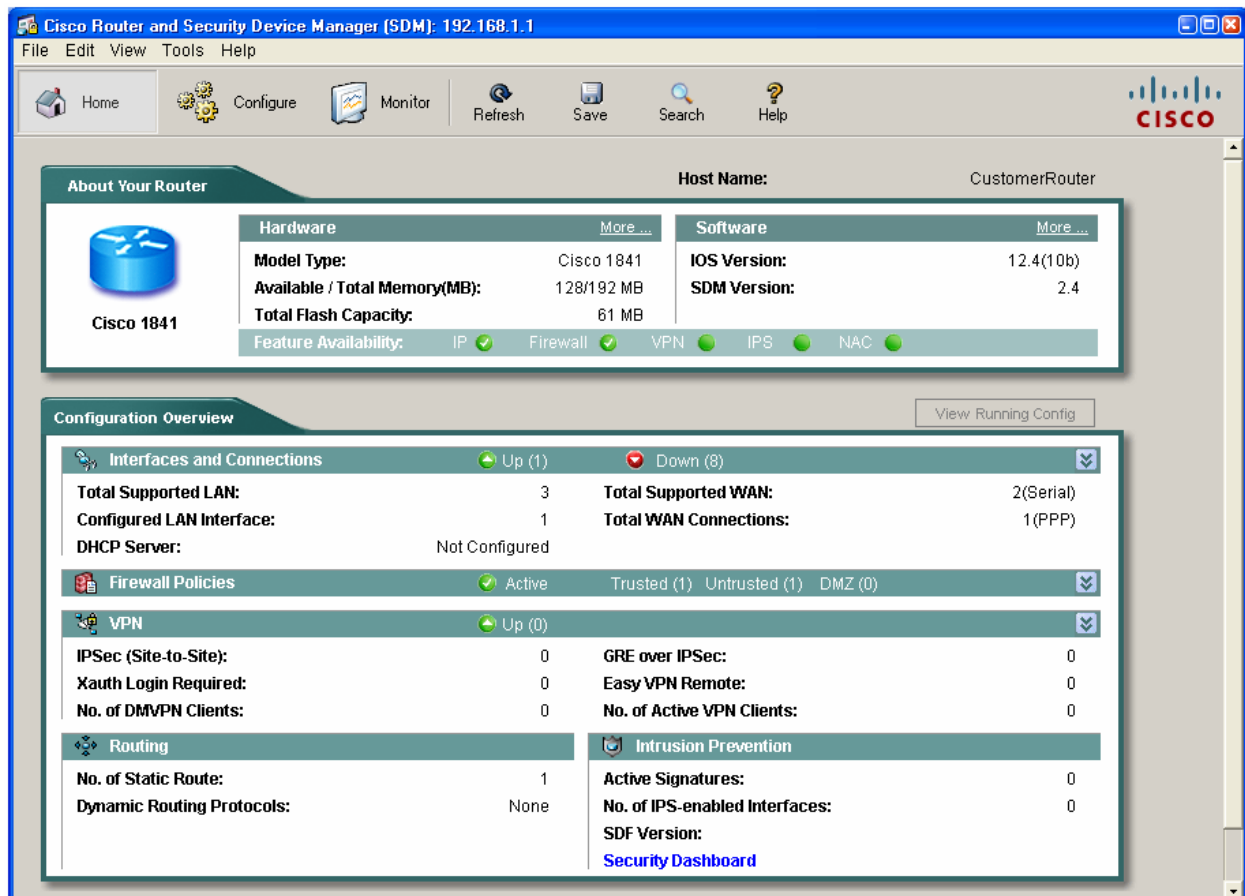 Cisco Router and Security Device Manager (SDM): 192.168.1.1
File Edit View Tools Help
Home Configure Monitor Refresh Save Search Help
CISCO
About Your Router
Host Name: CustomerRouter
Cisco 1841
Hardware More ...
Model Type: Cisco 1841
Available / Total Memory(MB): 128/192 MB
Total Flash Capacity: 61 MB
Software More ...
IOS Version: 12.4(10b)
SDM Version: 2.4
Feature Availability: IP Firewall VPN IPS NAC
Configuration Overview
View Running Config
Interfaces and Connections Up (1) Down (8)
Total Supported LAN: 3 Total Supported WAN: 2(Serial)
Configured LAN Interface: 1 Total WAN Connections: 1(PPP)
DHCP Server: Not Configured
Firewall Policies Active Trusted (1) Untrusted (1) DMZ (0)
VPN Up (0)
IPSec (Site-to-Site): 0 GRE over IPSec: 0
Xauth Login Required: 0 Easy VPN Remote: 0
No. of DMVPN Clients: 0 No. of Active VPN Clients: 0
Routing
No. of Static Route: 1
Dynamic Routing Protocols: None
Intrusion Prevention
Active Signatures: 0
No. of IPS-enabled Interfaces: 0
SDF Version:
Security Dashboard